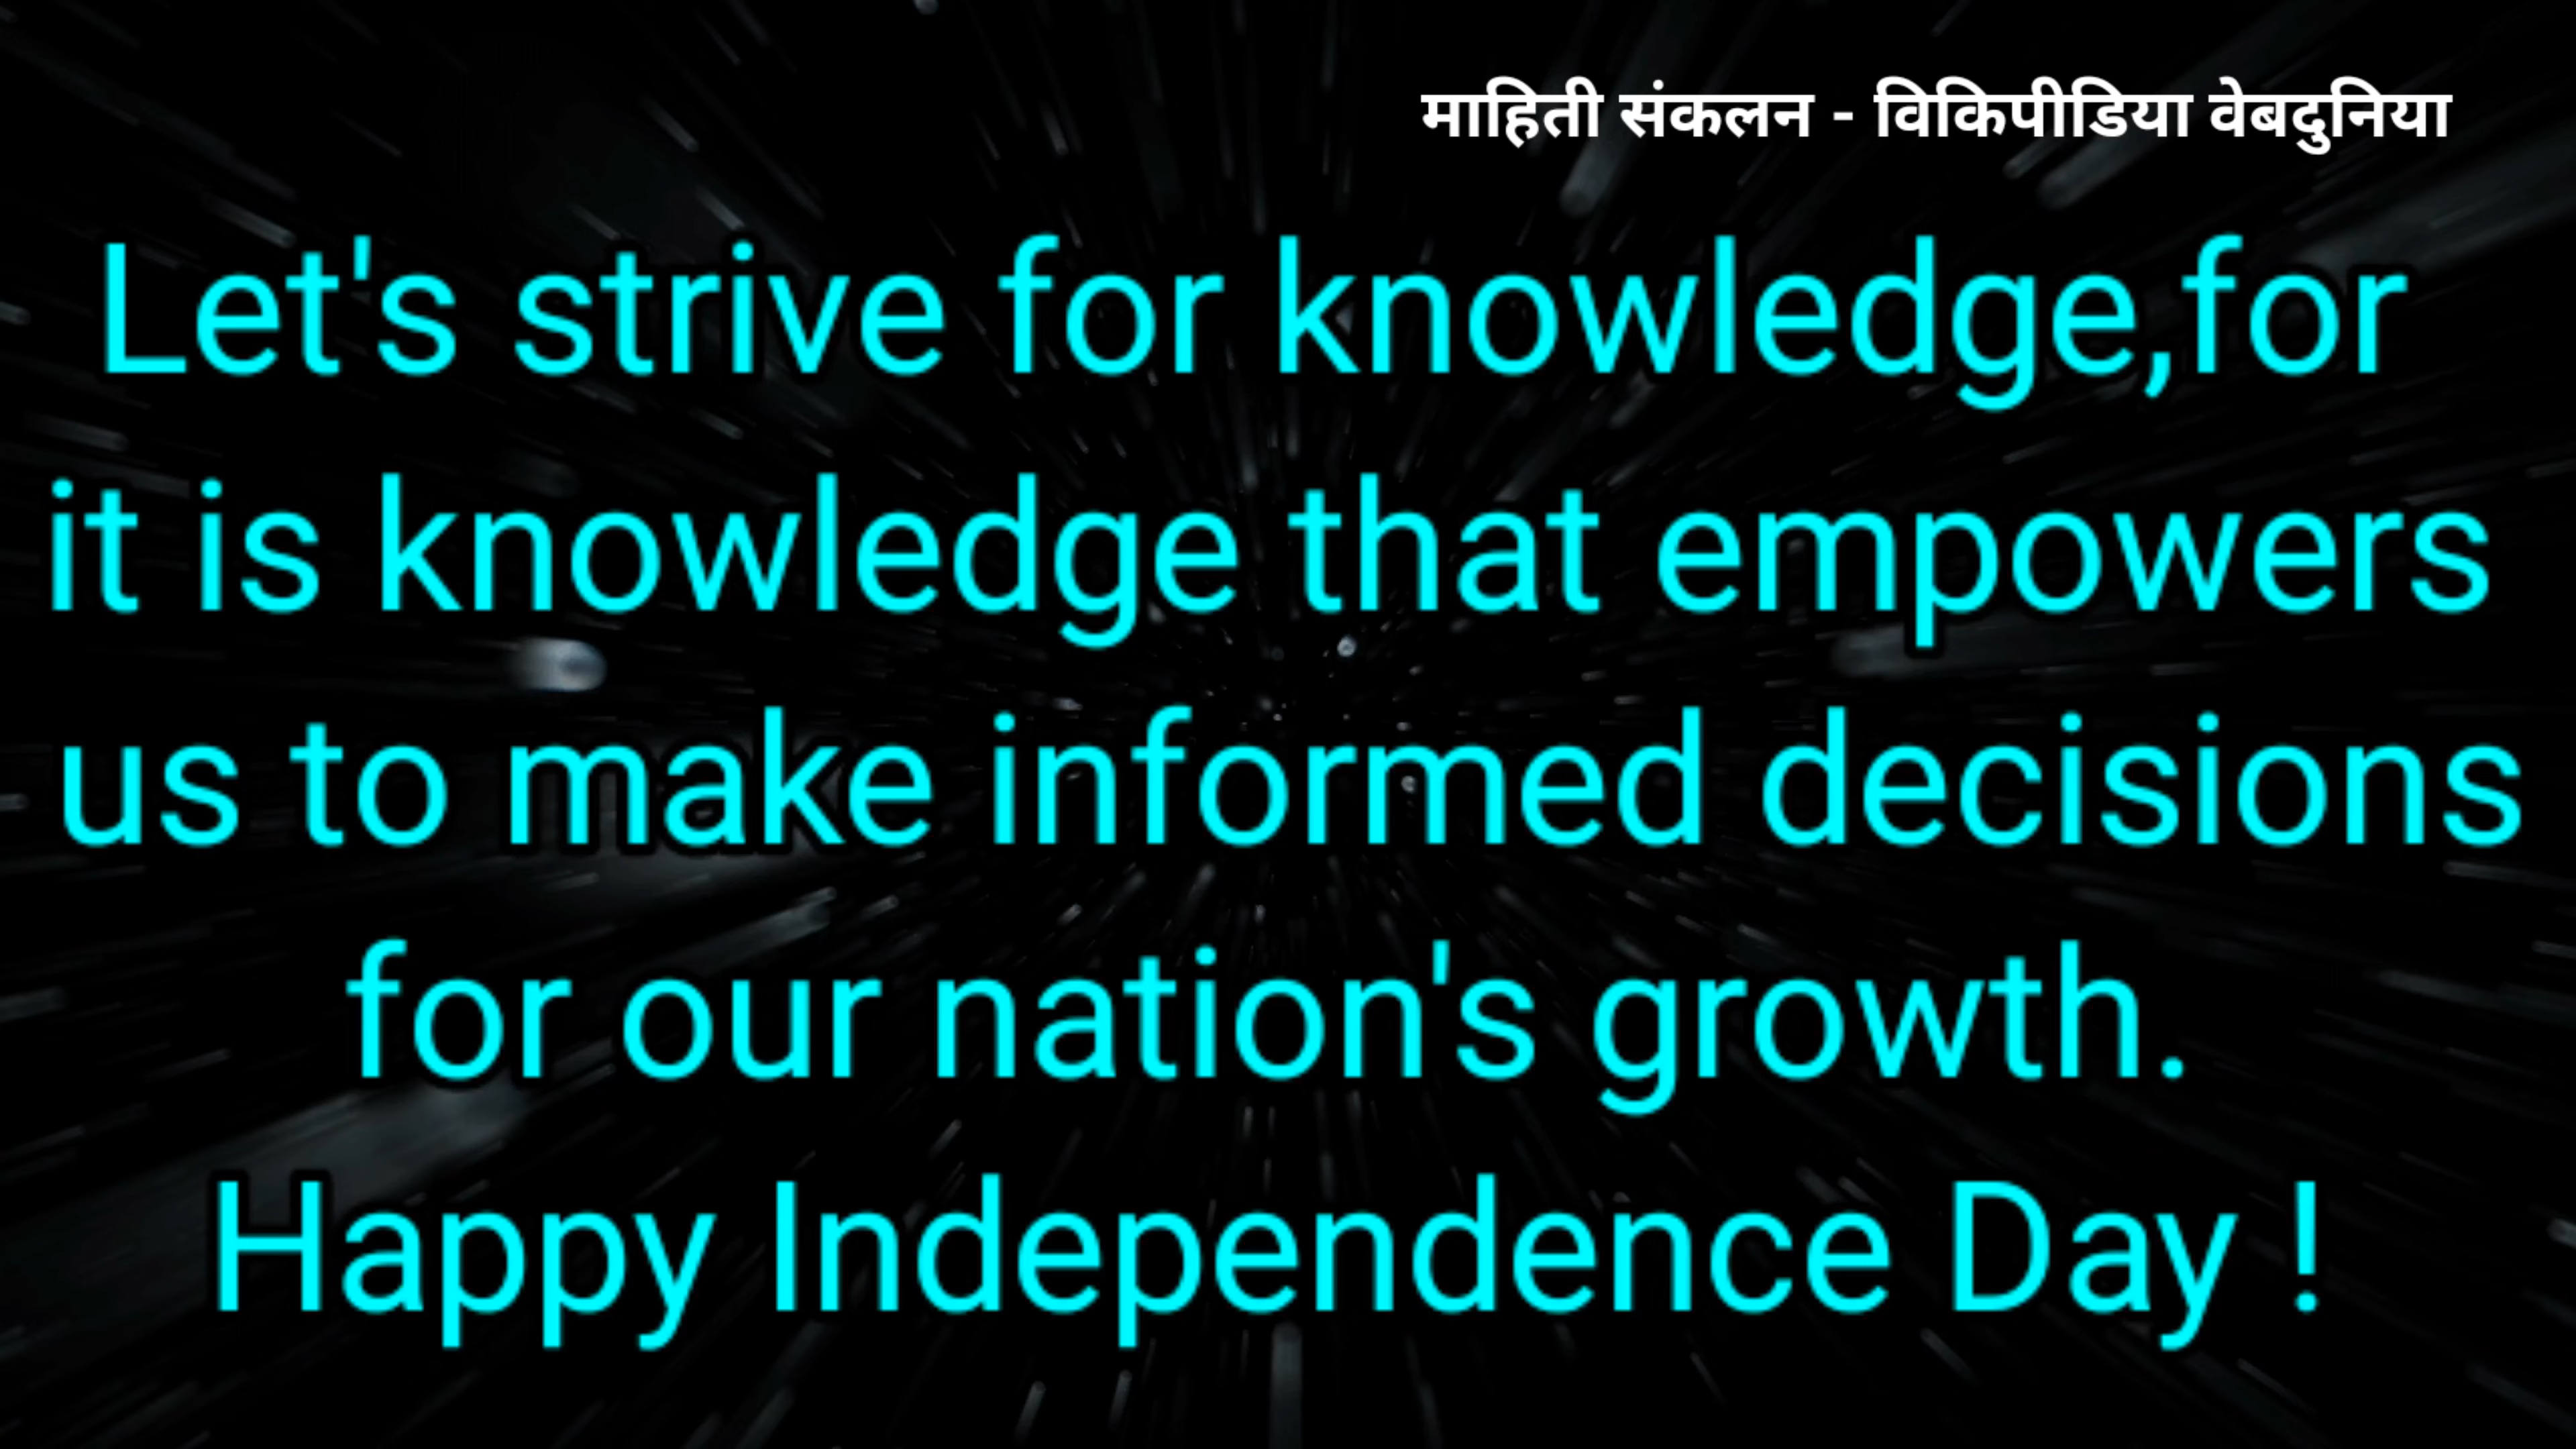 माहिती संकलन - विकिपीडिया वेबदुनिया
Let's strive for knowledge,for
it is knowledge that empowers
us to make informed decisions
for our nation's growth.
Happy Independence Day !